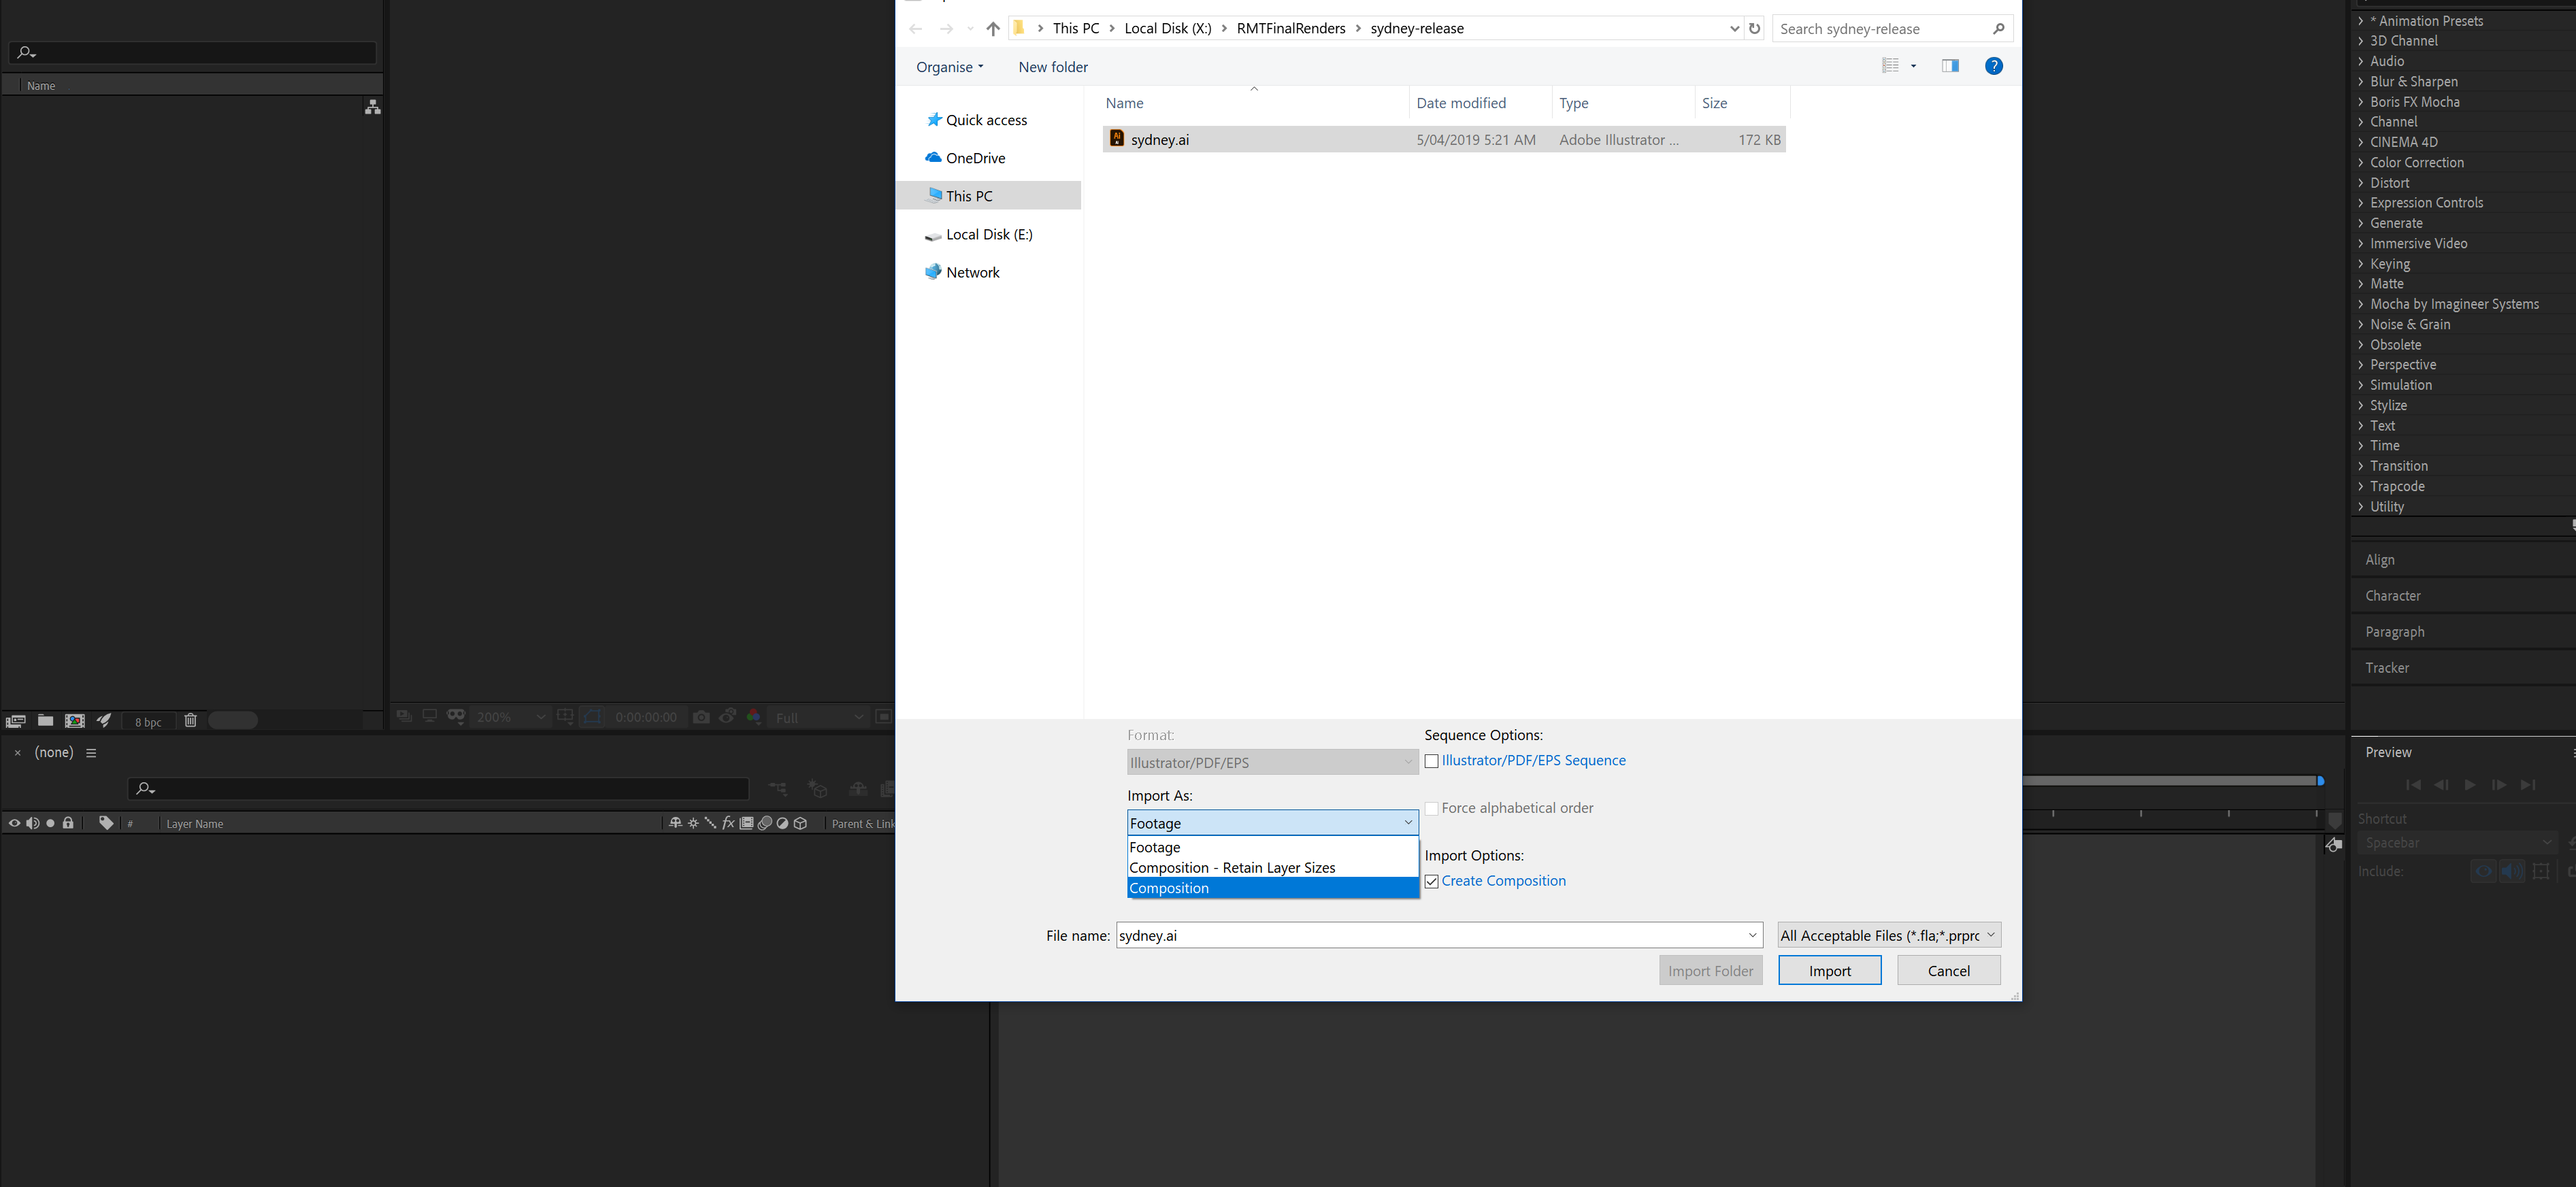 This PC
Local Disk (X:)
RMTFinalRenders
sydney-release
Search sydney-release
Organise
New folder
?
Name
Date modified
Type
Size
Quick access
OneDrive
This PC
Local Disk (E:)
Network
Ai
sydney.ai
5/04/2019 5:21 AM
Adobe Illustrator ...
172 KB
Format:
Illustrator/PDF/EPS
Import As:
Footage
Footage
Composition - Retain Layer Sizes
Composition
Sequence Options:
Illustrator/PDF/EPS Sequence
Force alphabetical order
Import Options:
Create Composition
File name:
sydney.ai
All Acceptable Files (*.fla;*.prprc
Import Folder
Import
Cancel
Name
8 bpc
200%
0:00:00:00
Full
(none)
#
Layer Name
fx
Parent & Link
* Animation Presets
3D Channel
Audio
Blur & Sharpen
Boris FX Mocha
Channel
CINEMA 4D
Color Correction
Distort
Expression Controls
Generate
Immersive Video
Keying
Matte
Mocha by Imagineer Systems
Noise & Grain
Obsolete
Perspective
Simulation
Stylize
Text
Time
Transition
Trapcode
Utility
Align
Character
Paragraph
Tracker
Preview
Shortcut
Spacebar
Include: